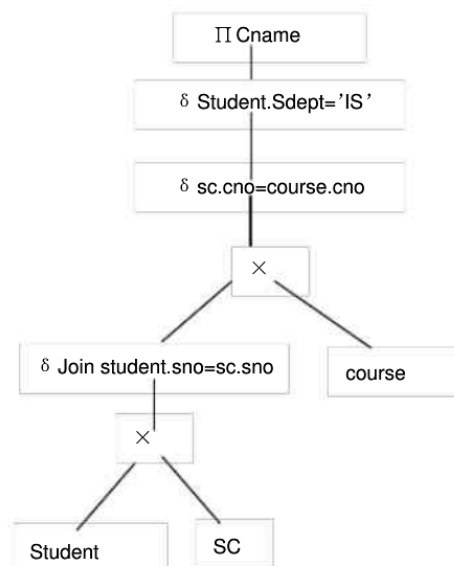 ∏ Cname
δ Student.Sdept='IS'
δ sc.cno=course.cno
×
δ Join student.sno=sc.sno
course
×
Student
SC